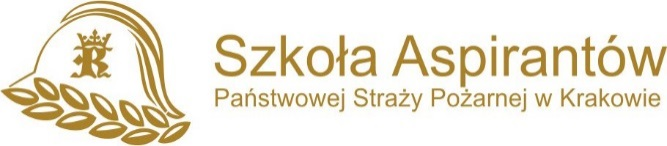 Szkoła Aspirantów
Państwowej Straży Pożarnej w Krakowie